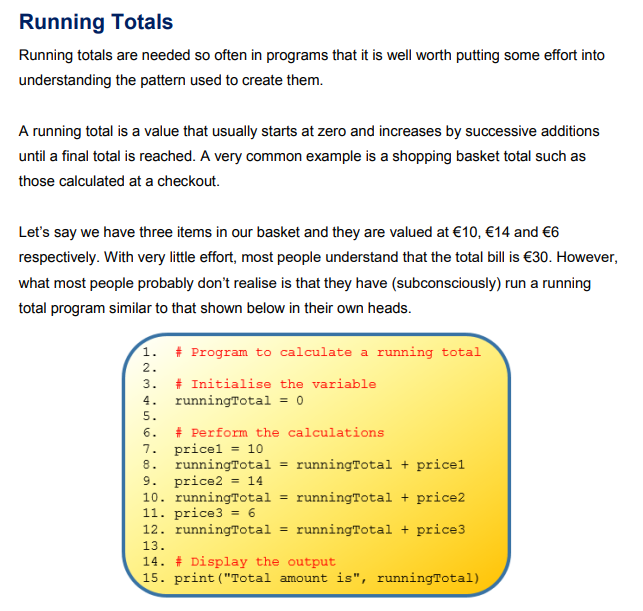 Running Totals
Running totals are needed so often in programs that it is well worth putting some effort into
understanding the pattern used to create them.
A running total is a value that usually starts at zero and increases by successive additions
until a final total is reached. A very common example is a shopping basket total such as
those calculated at a checkout.
Let's say we have three items in our basket and they are valued at €10, €14 and €6
respectively. With very little effort, most people understand that the total bill is €30. However,
what most people probably don't realise is that they have (subconsciously) run a running
total program similar to that shown below in their own heads.
1. # Program to calculate a running total
2.
3. # Initialise the variable
4. runningTotal = 0
5.
6. # Perform the calculations
7. price1 = 10
8. runningTotal = runningTotal + price1
9. price2 = 14
10. runningTotal = runningTotal + price2
11. price3 = 6
12. runningTotal = runningTotal + price3
13.
14. # Display the output
15. print("Total amount is", runningTotal)